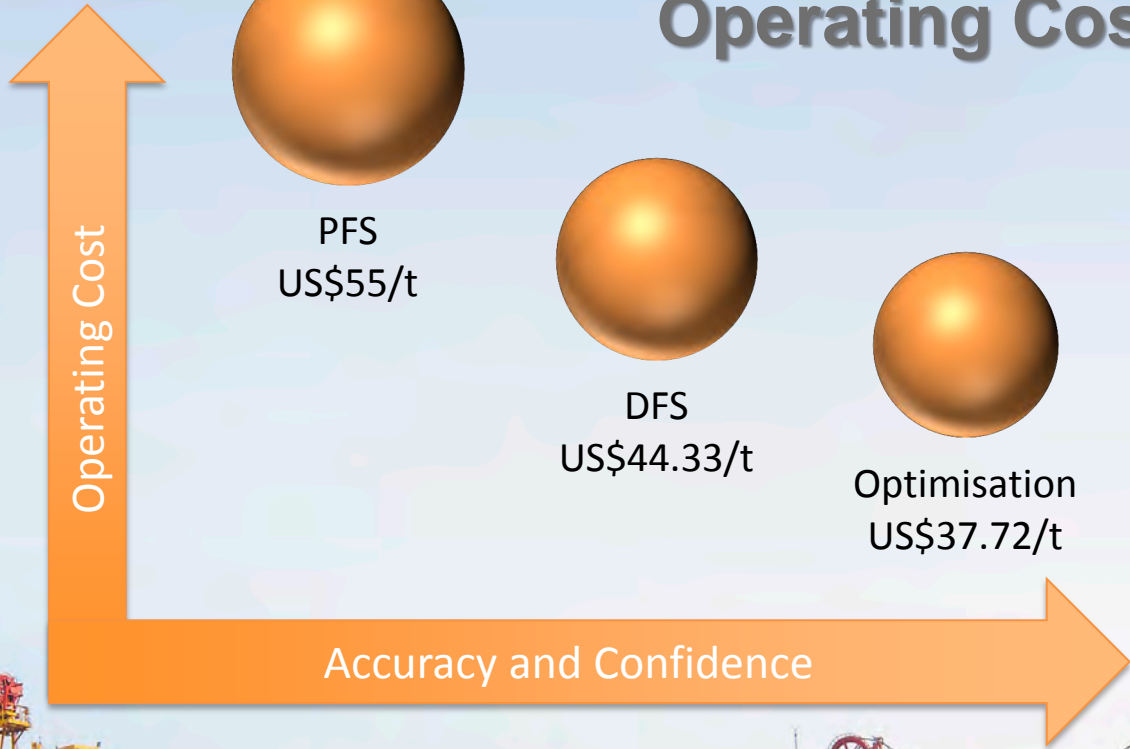 Operating Cos
PFS
US$55/t
DFS
US$44.33/t
Optimisation
US$37.72/t
Operating Cost
Accuracy and Confidence